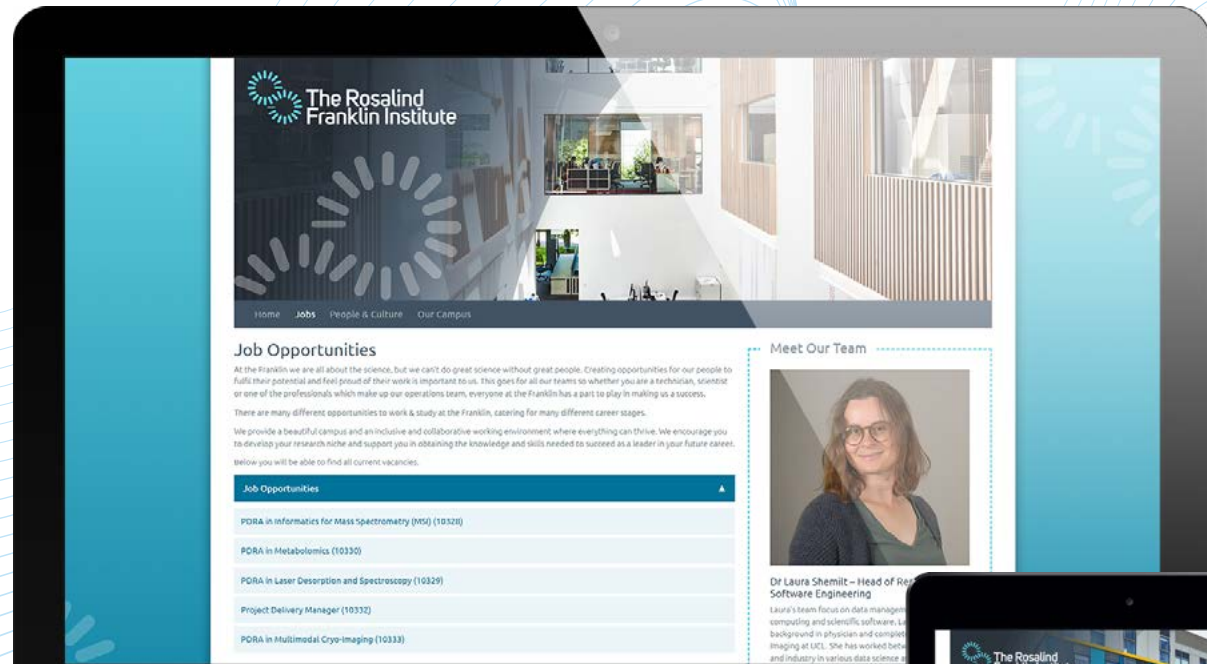 The Rosalind
Franklin Institute
Home Jobs People & Culture Our Campus
Job Opportunities
At the Franklin we are all about the science, but we can't do great science without great people. Creating opportunities for our people to
fulfil their potential and feel proud of their work is important to us. This goes for all our teams so whether you are a technician, scientist
or one of the professionals which make up our operations team, everyone at the Franklin has a part to play in making us a success.
There are many different opportunities to work & study at the Franklin, catering for many different career stages.
We provide a beautiful campus and an inclusive and collaborative working environment where everything can thrive. We encourage you
to develop your research niche and support you in obtaining the knowledge and skills needed to succeed as a leader in your future career.
Below you will be able to find all current vacancies.
Job Opportunities
PDRA in Informatics for Mass Spectrometry (MSI) (10328)
PDRA in Metabolomics (10330)
PDRA in Laser Desorption and Spectroscopy (10329)
Project Delivery Manager (10332)
PDRA in Multimodal Cryo-Imaging (10333)
Meet Our Team
Dr Laura Shemilt – Head of
Software Engineering
Laura's team focus on data
computing and scientific software.
background in physician and
Imaging at UCL. She has worked
and industry in various data science
The Rosalind